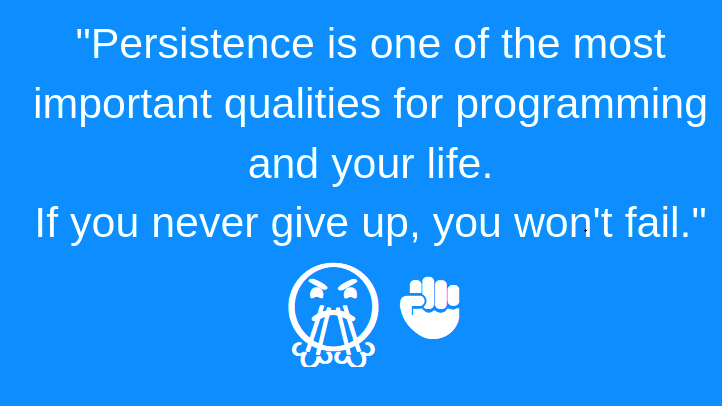 "Persistence is one of the most
important qualities for programming
and your life.
If you never give up, you won't fail."